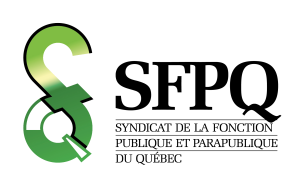 SFPQ
SYNDICAT DE LA FONCTION
PUBLIQUE ET PARAPUBLIQUE
DU QUÉBEC